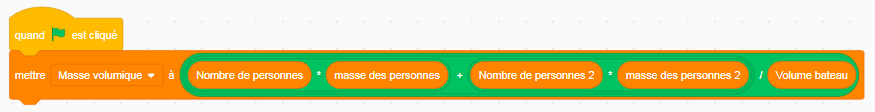 quand est cliqué
mettre Masse volumique à Nombre de personnes * masse des personnes + Nombre de personnes 2 * masse des personnes 2 / Volume bateau